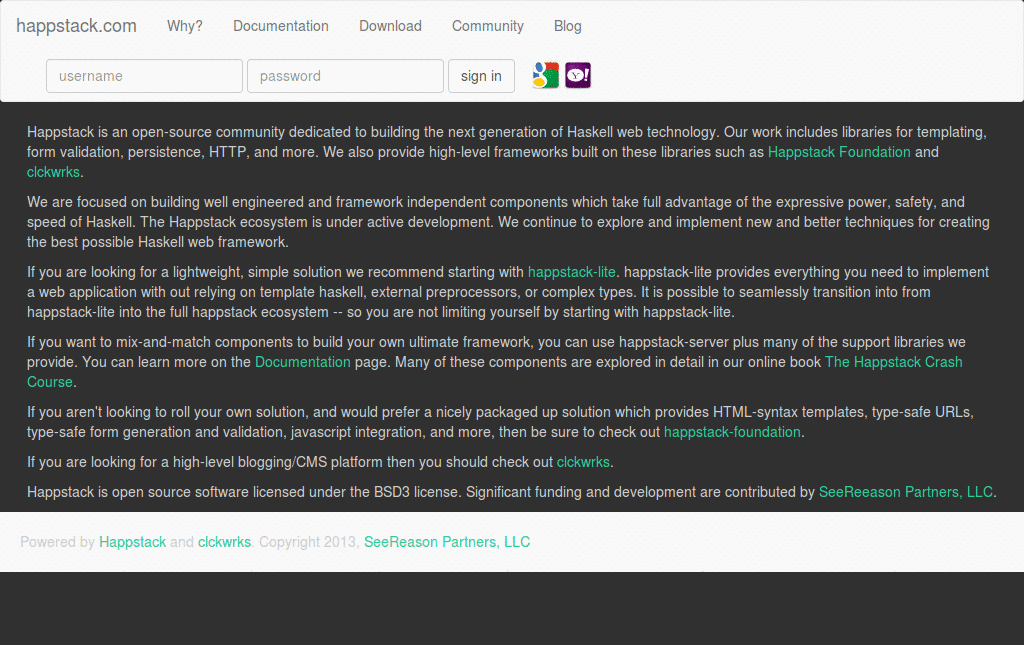 happstack.com Why? Documentation Download Community Blog
username password sign in
Happstack is an open-source community dedicated to building the next generation of Haskell web technology. Our work includes libraries for templating,
form validation, persistence, HTTP, and more. We also provide high-level frameworks built on these libraries such as Happstack Foundation and
clckwrks.
We are focused on building well engineered and framework independent components which take full advantage of the expressive power, safety, and
speed of Haskell. The Happstack ecosystem is under active development. We continue to explore and implement new and better techniques for creating
the best possible Haskell web framework.
If you are looking for a lightweight, simple solution we recommend starting with happstack-lite. happstack-lite provides everything you need to implement
a web application with out relying on template haskell, external preprocessors, or complex types. It is possible to seamlessly transition into from
happstack-lite into the full happstack ecosystem -- so you are not limiting yourself by starting with happstack-lite.
If you want to mix-and-match components to build your own ultimate framework, you can use happstack-server plus many of the support libraries we
provide. You can learn more on the Documentation page. Many of these components are explored in detail in our online book The Happstack Crash
Course.
If you aren't looking to roll your own solution, and would prefer a nicely packaged up solution which provides HTML-syntax templates, type-safe URLs,
type-safe form generation and validation, javascript integration, and more, then be sure to check out happstack-foundation.
If you are looking for a high-level blogging/CMS platform then you should check out clckwrks.
Happstack is open source software licensed under the BSD3 license. Significant funding and development are contributed by SeeReeason Partners, LLC.
Powered by Happstack and clckwrks. Copyright 2013, SeeReason Partners, LLC